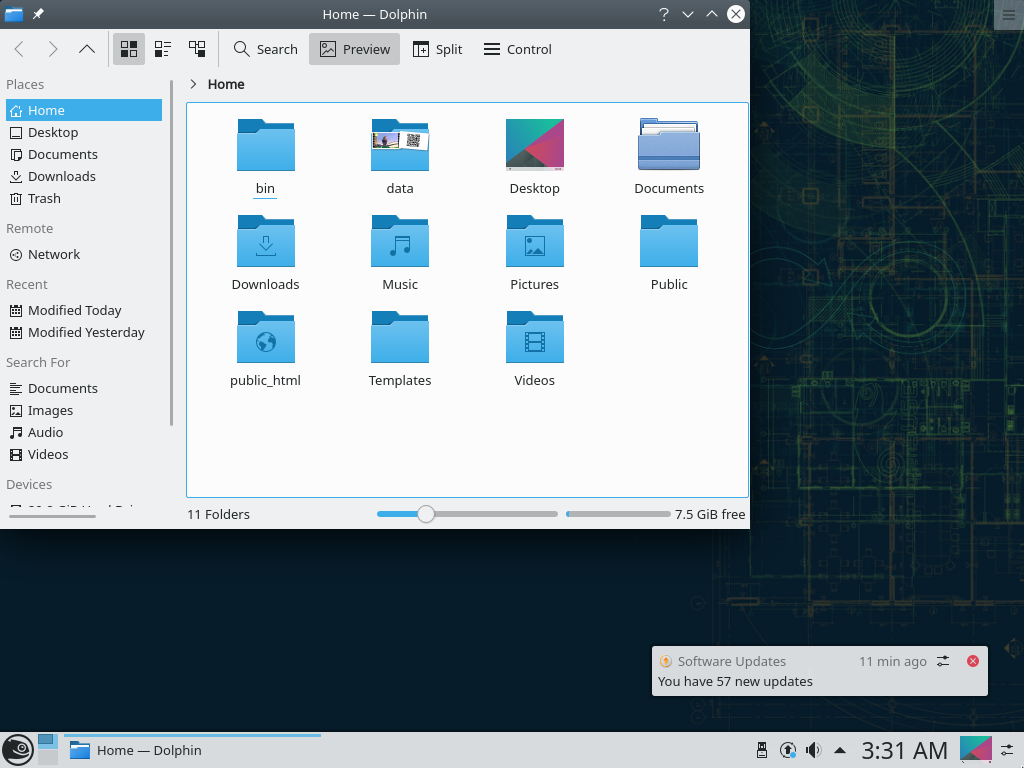 Home — Dolphin
?
Search
Preview
Split
Control
Places
Home
Desktop
Documents
Downloads
Trash
Remote
Network
Recent
Modified Today
Modified Yesterday
Search For
Documents
Images
Audio
Videos
Devices
Home
bin
data
Desktop
Documents
Downloads
Music
Pictures
Public
public_html
Templates
Videos
11 Folders
7.5 GiB free
Software Updates
11 min ago
You have 57 new updates
Home — Dolphin
3:31 AM